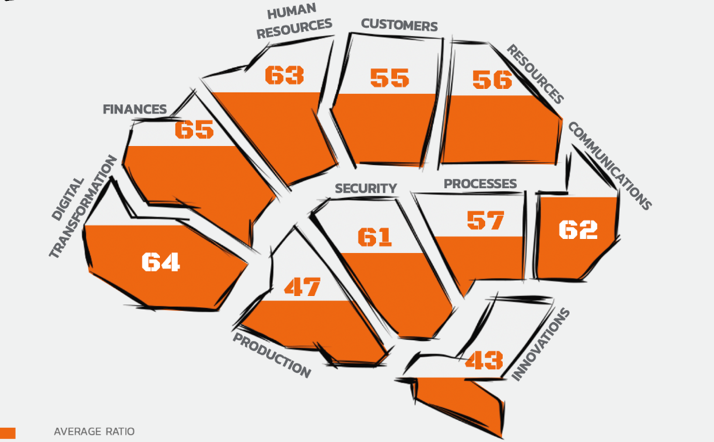 HUMAN
RESOURCES
63
CUSTOMERS
55
RESOURCES
56
FINANCES
65
COMMUNICATIONS
62
DIGITAL
TRANSFORMATION
64
SECURITY
61
PROCESSES
57
47
PRODUCTION
43
INNOVATIONS
AVERAGE RATIO